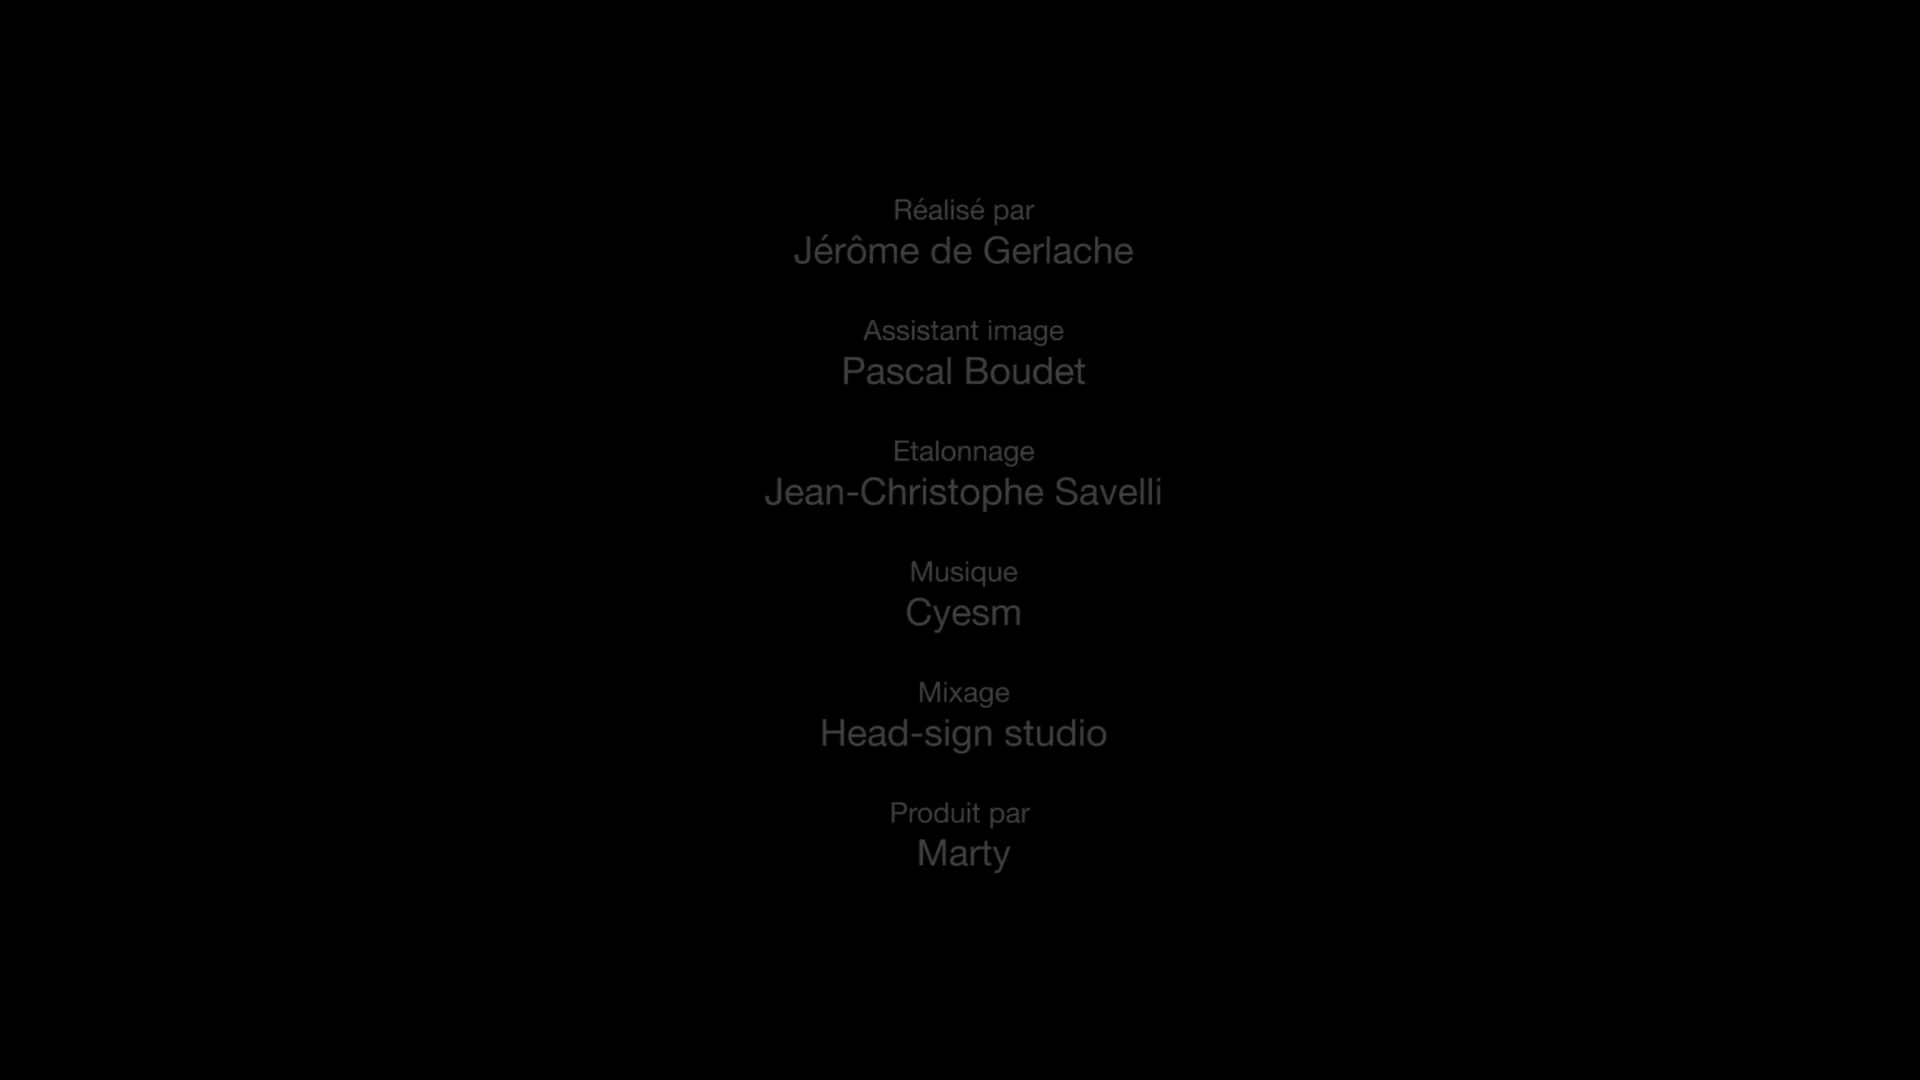 Réalisé par
Jérôme de Gerlache
Assistant image
Pascal Boudet
Etalonnage
Jean-Christophe Savelli
Musique
Cyesm
Mixage
Head-sign studio
Produit par
Marty